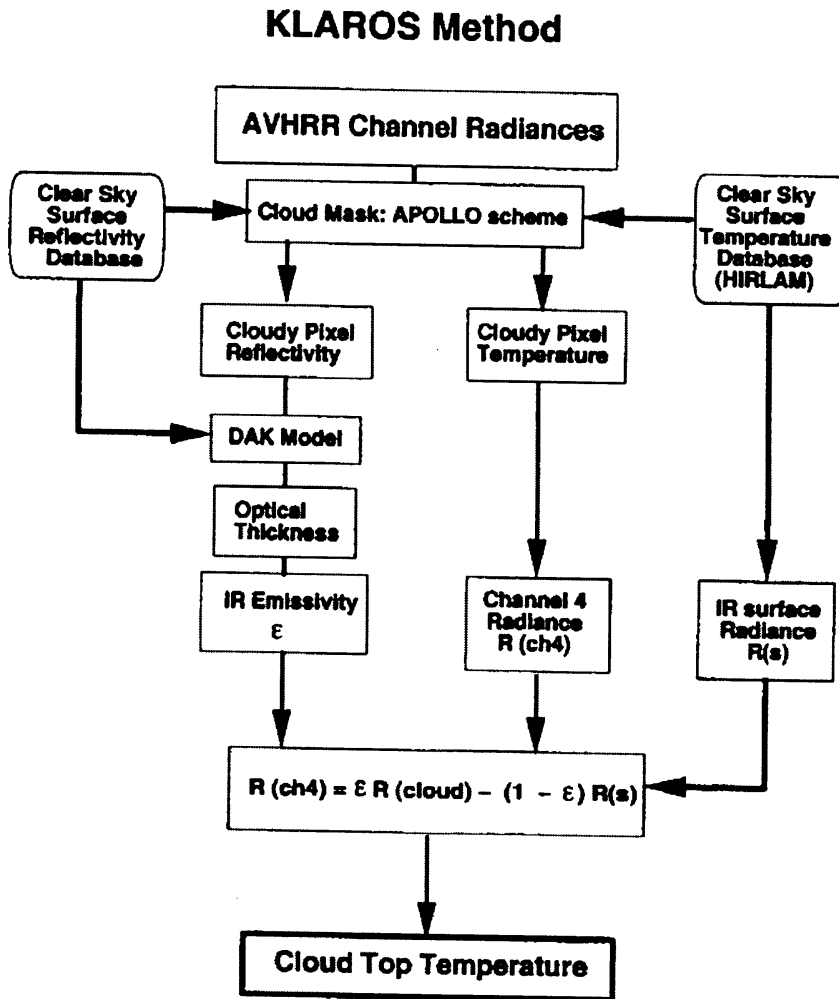 KLAROS Method
AVHRR Channel Radiances
Clear Sky
Surface
Reflectivity
Database
Cloud Mask: APOLLO scheme
Clear Sky
Surface
Temperature
Database
(HIRLAM)
Cloudy Pixel
Reflectivity
Cloudy Pixel
Temperature
DAK Model
Optical
Thickness
IR Emissivity
ε
Channel 4
Radiance
R (ch4)
IR surface
Radiance
R(s)
R (ch4) = ε R (cloud) – (1 - ε) R(s)
Cloud Top Temperature